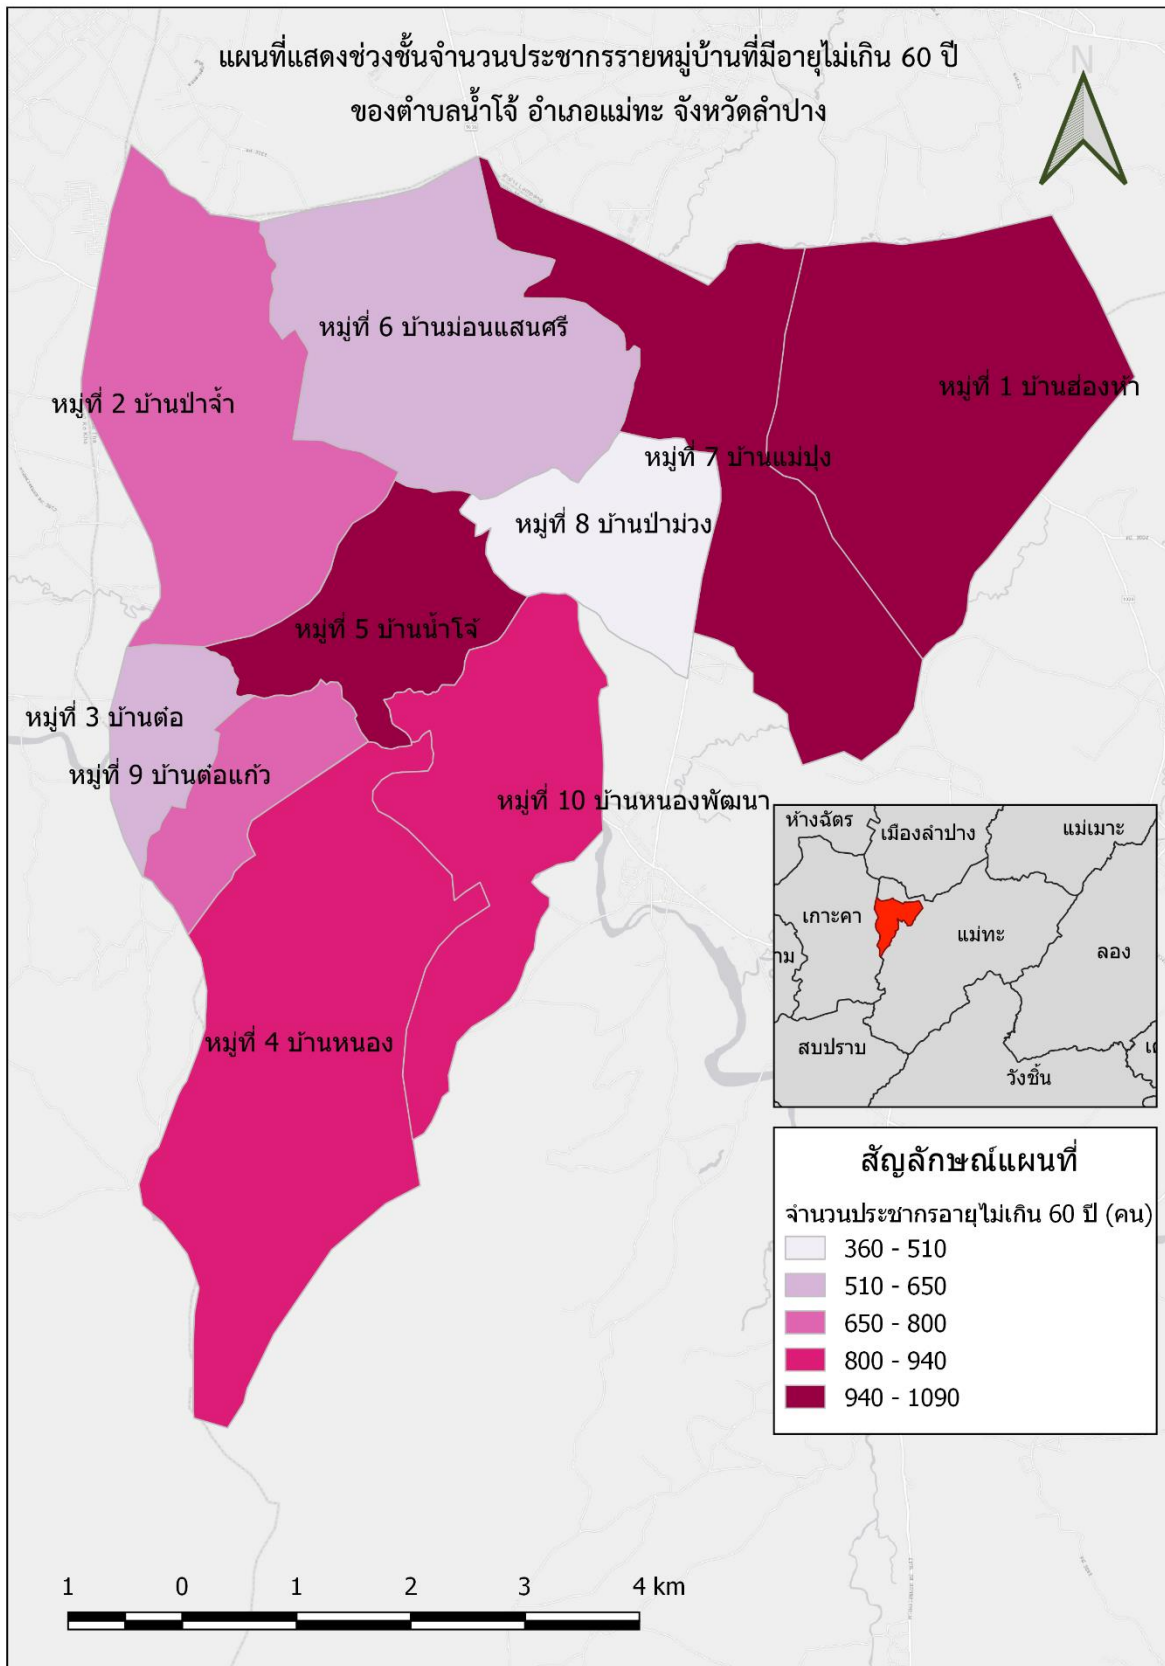 แผนที่แสดงช่วงชั้นจำนวนประชากรรายหมู่บ้านที่มีอายุไม่เกิน 60 ปี
ของตำบลน้ำโจ้ อำเภอแม่ทะ จังหวัดลำปาง
N
หมู่ที่ 6 บ้านม่อนแสนศรี
หมู่ที่ 2 บ้านป่าจ้ำ
หมู่ที่ 1 บ้านฮ่องห้า
หมู่ที่ 7 บ้านแม่ปุง
หมู่ที่ 8 บ้านป่าม่วง
หมู่ที่ 5 บ้านน้ำโจ้
หมู่ที่ 3 บ้านต๋อ
หมู่ที่ 9 บ้านต๋อแก้ว
หมู่ที่ 10 บ้านหนองพัฒนา
หมู่ที่ 4 บ้านหนอง
ห้างฉัตร
เมืองลำปาง
แม่เมาะ
เกาะคา
แม่ทะ
ลอง
าม
สบปราบ
วังชิ้น
เด
สัญลักษณ์แผนที่
จำนวนประชากรอายุไม่เกิน 60 ปี (คน)
360 - 510
510 - 650
650 - 800
800 - 940
940 - 1090
1 0 1 2 3 4 km